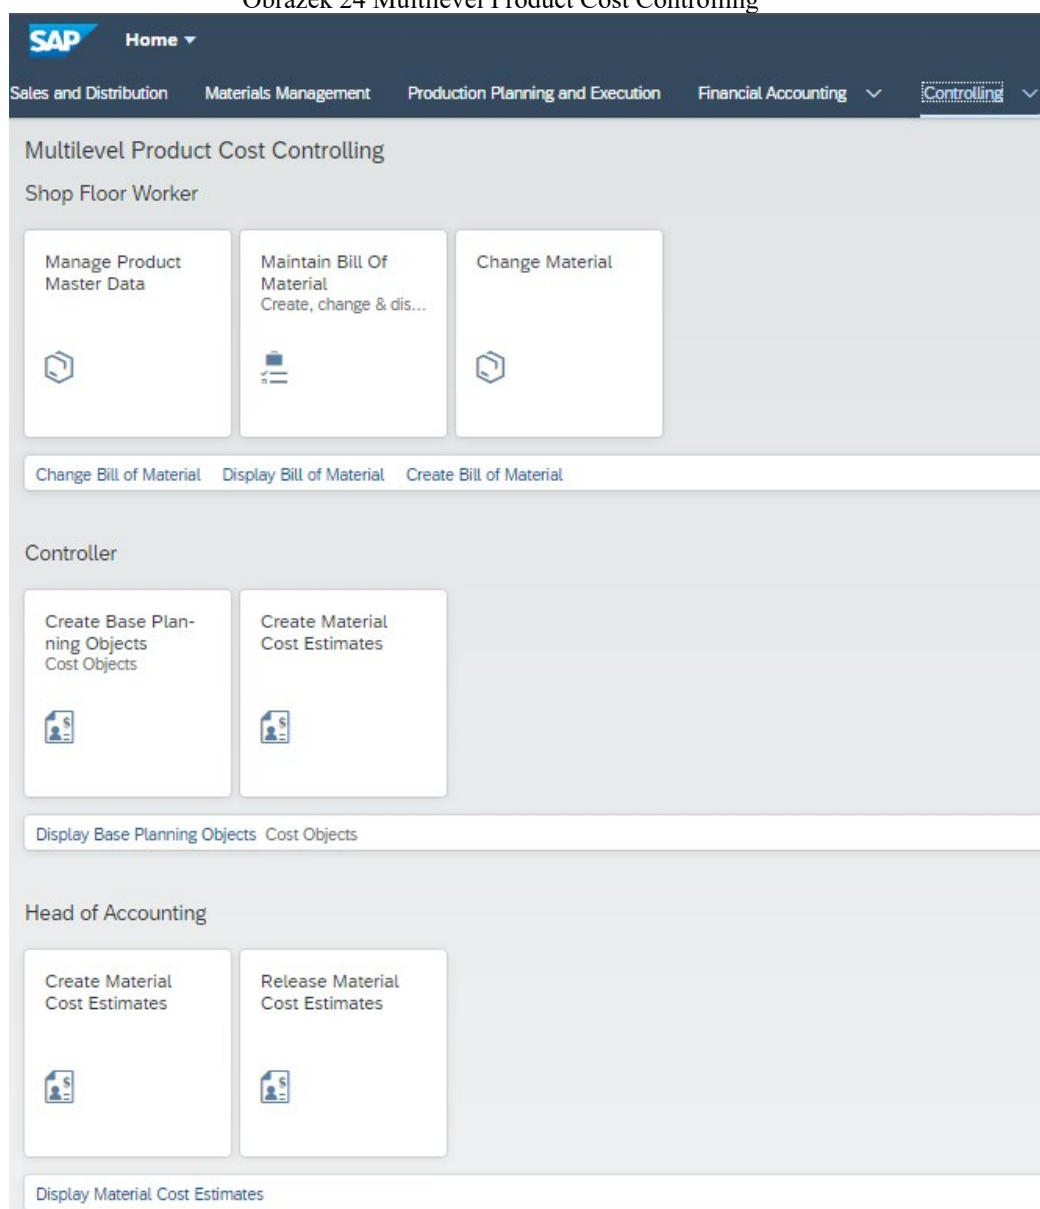 Obrázek 24 Multilevel Product Cost Controlling
SAP Home
Sales and Distribution Materials Management Production Planning and Execution Financial Accounting Controlling
Multilevel Product Cost Controlling
Shop Floor Worker
Manage Product
Master Data
Maintain Bill Of
Material
Create, change & dis...
Change Material
Change Bill of Material Display Bill of Material Create Bill of Material
Controller
Create Base Plan-
ning Objects
Cost Objects
Create Material
Cost Estimates
Display Base Planning Objects Cost Objects
Head of Accounting
Create Material
Cost Estimates
Release Material
Cost Estimates
Display Material Cost Estimates